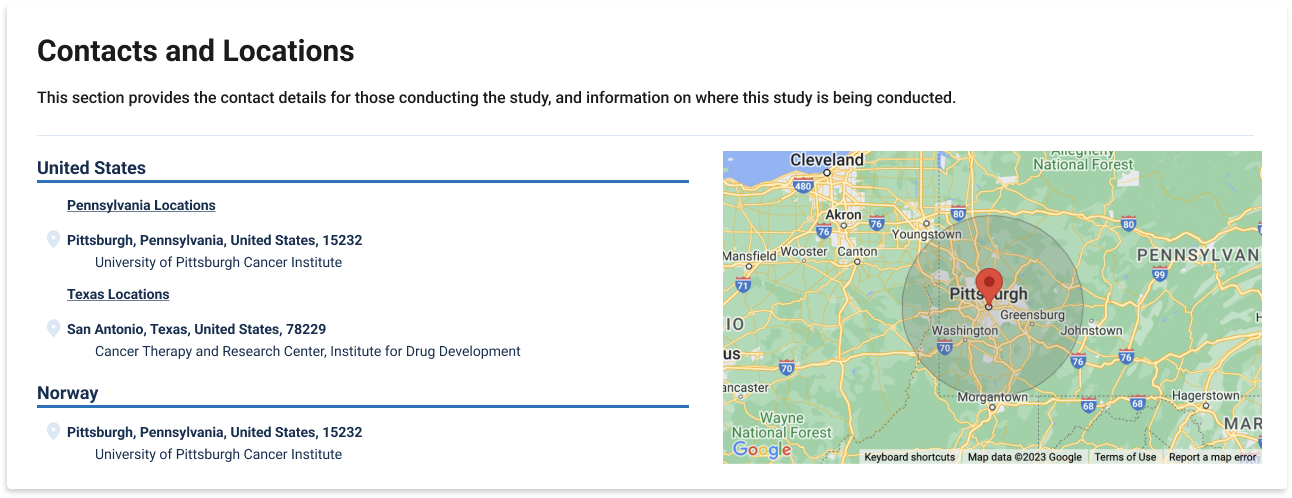 Contacts and Locations
This section provides the contact details for those conducting the study, and information on where this study is being conducted.
United States
Pennsylvania Locations
Pittsburgh, Pennsylvania, United States, 15232
University of Pittsburgh Cancer Institute
Texas Locations
San Antonio, Texas, United States, 78229
Cancer Therapy and Research Center, Institute for Drug Development
Norway
Pittsburgh, Pennsylvania, United States, 15232
University of Pittsburgh Cancer Institute
Cleveland
Allegheny
National Forest
480
Akron
80
76
76
80
Youngstown
Mansfield
Wooster
Canton
PENNSYLVAN
99
71
Pittsburgh
Greensburg
IO
Washington
Johnstown
us
70
76
76
70
ancaster
Morgantown
68
68
Hagerstown
Wayne
National Forest
MAR
Google
Keyboard shortcuts
Map data ©2023 Google
Terms of Use
Report a map error